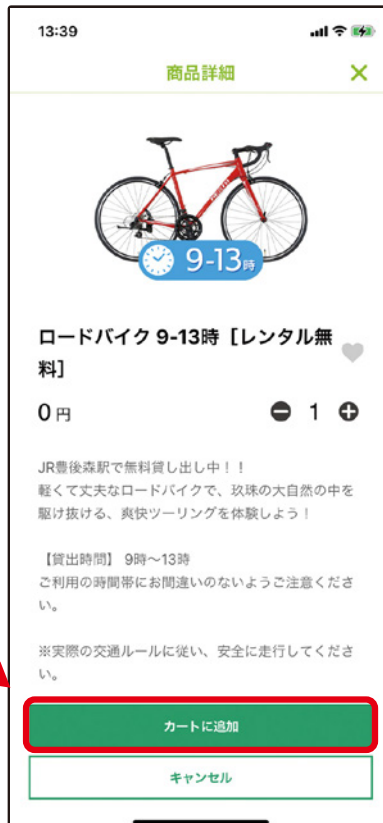 13:39
商品詳細
9-13時
ロードバイク 9-13時［レンタル無
料］
0 円
1
JR豊後森駅で無料貸し出し中！！
軽くて丈夫なロードバイクで、玖珠の大自然の中を
駆け抜ける、爽快ツーリングを体験しよう！
【貸出時間】 9時〜13時
ご利用の時間帯にお間違いのないようご注意くださ
い。
※実際の交通ルールに従い、安全に走行してくださ
い。
カートに追加
キャンセル